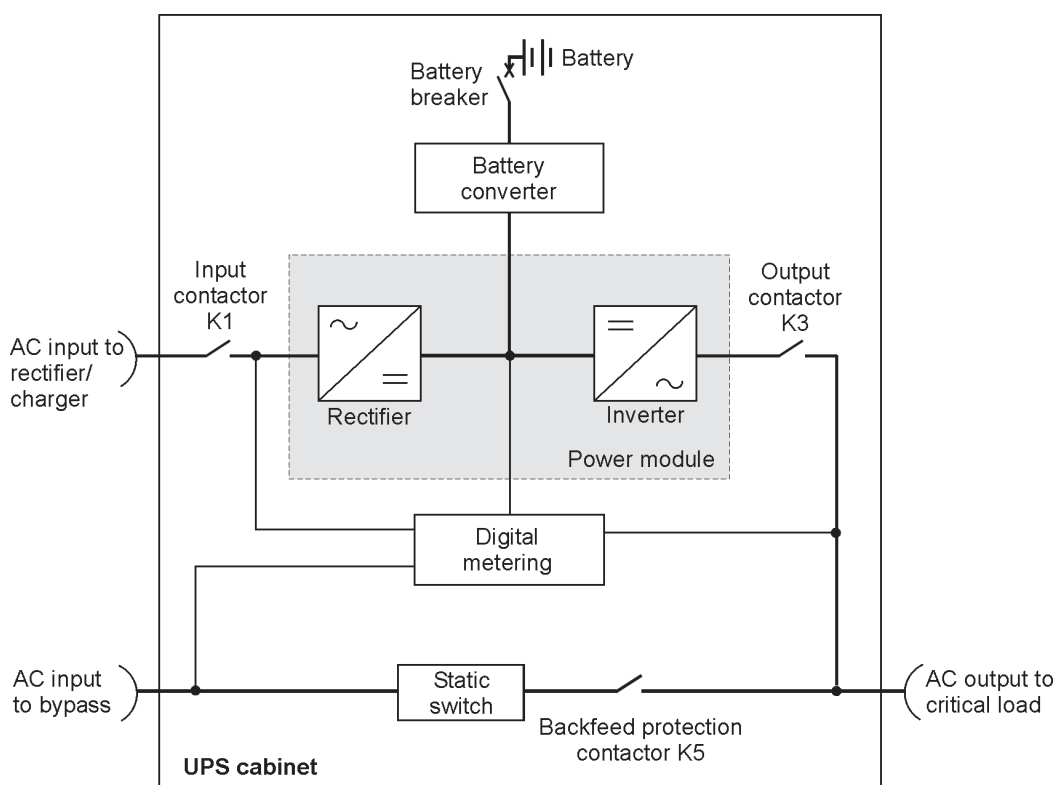 Battery
Battery
breaker
Battery
converter
Input
contactor
K1
Output
contactor
K3
AC input to
rectifier/
charger
Rectifier
Inverter
Power module
Digital
metering
AC input
to bypass
Static
switch
Backfeed protection
contactor K5
AC output to
critical load
UPS cabinet